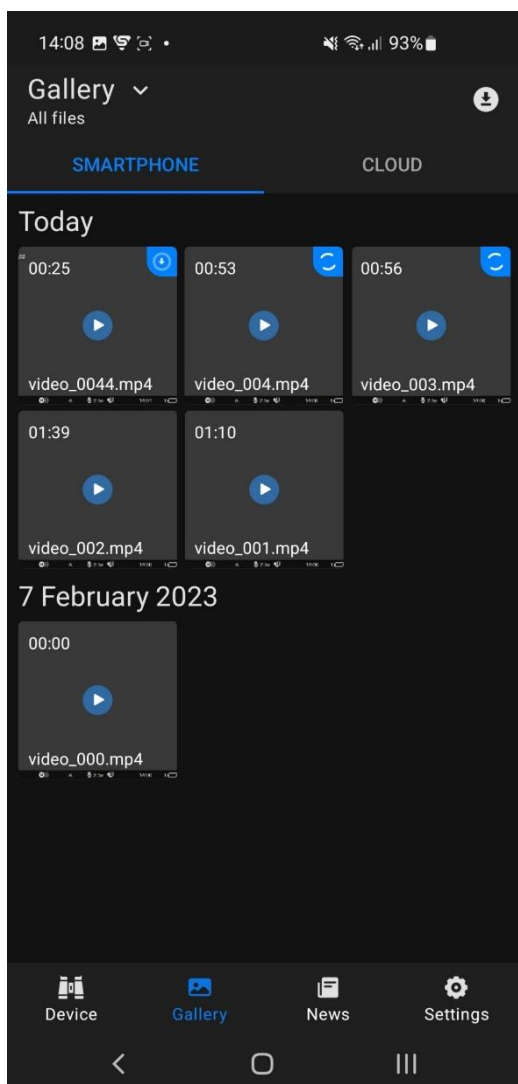 14:08 93%
Gallery
All files
SMARTPHONE CLOUD
Today
00:25 00:53 00:56
video_0044.mp4 video_004.mp4 video_003.mp4
01:39 01:10
video_002.mp4 video_001.mp4
7 February 2023
00:00
video_000.mp4
Device Gallery News Settings